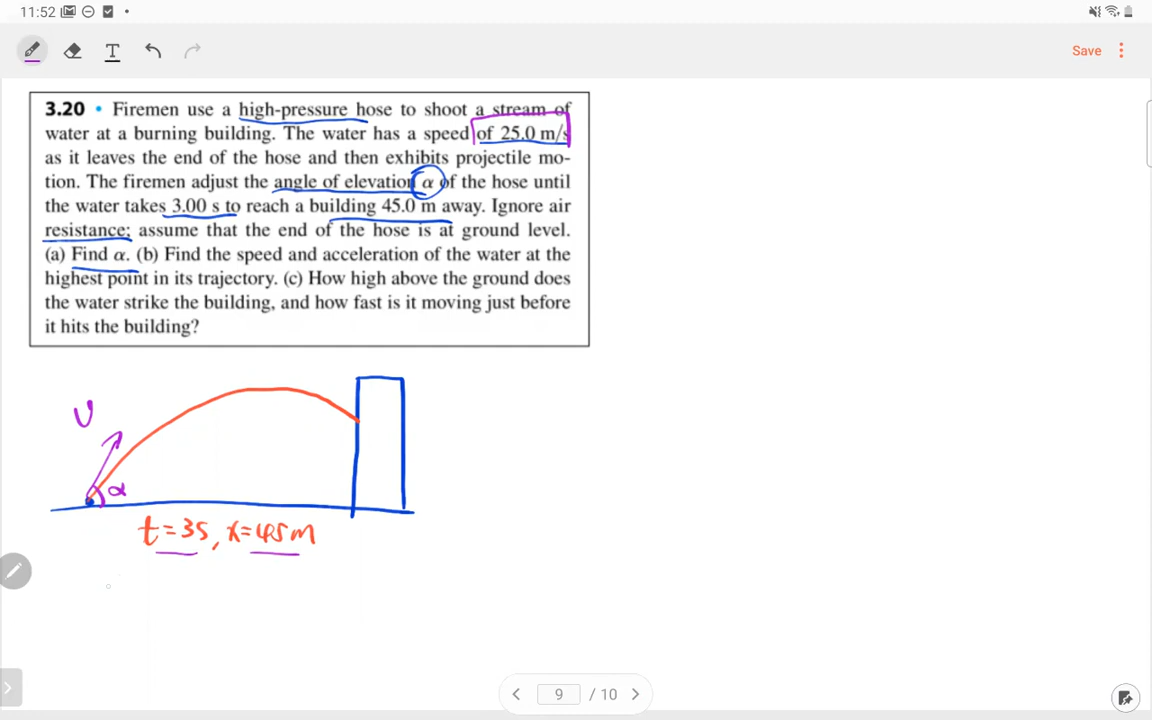 11:52
T
Save
3.20 • Firemen use a high-pressure hose to shoot a stream of
water at a burning building. The water has a speed of 25.0 m/s
as it leaves the end of the hose and then exhibits projectile mo-
tion. The firemen adjust the angle of elevation α of the hose until
the water takes 3.00 s to reach a building 45.0 m away. Ignore air
resistance; assume that the end of the hose is at ground level.
(a) Find α. (b) Find the speed and acceleration of the water at the
highest point in its trajectory. (c) How high above the ground does
the water strike the building, and how fast is it moving just before
it hits the building?
υ
α
t=3s, x=45m
9 / 10